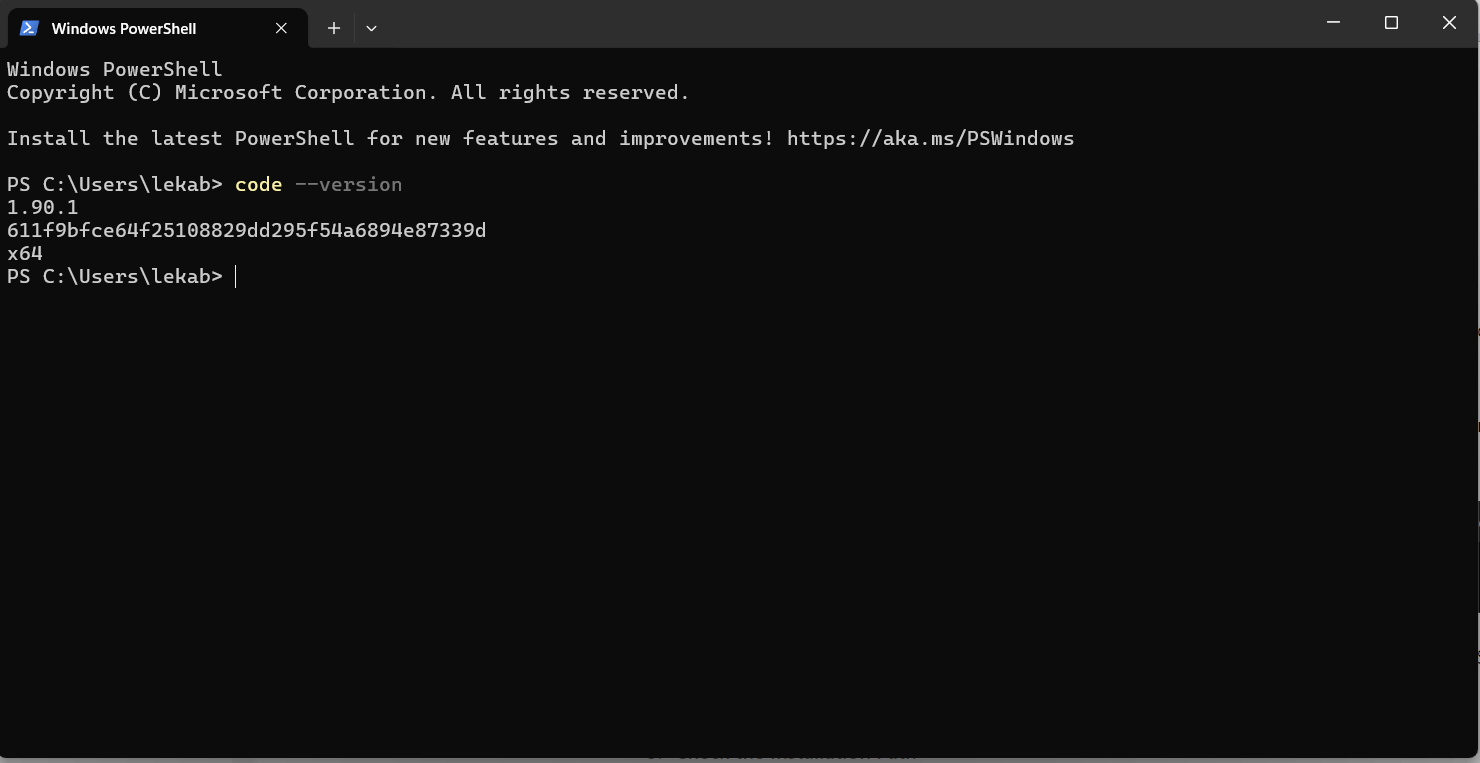 Windows PowerShell
Windows PowerShell
Copyright (C) Microsoft Corporation. All rights reserved.
Install the latest PowerShell for new features and improvements! https://aka.ms/PSWindows
PS C:\Users\lekab> code --version
1.90.1
611f9bfce64f25108829dd295f54a6894e87339d
x64
PS C:\Users\lekab>